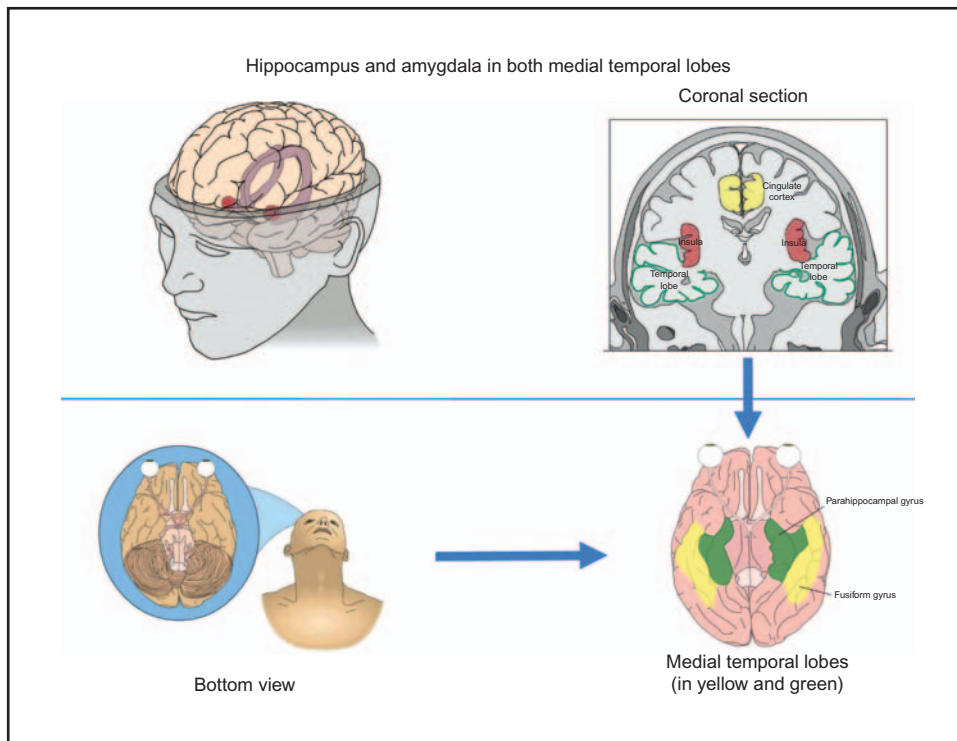 Hippocampus and amygdala in both medial temporal lobes
Coronal section
Cingulate
cortex
Insula
Insula
Temporal
lobe
Temporal
lobe
Parahippocampal gyrus
Fusiform gyrus
Bottom view
Medial temporal lobes
(in yellow and green)